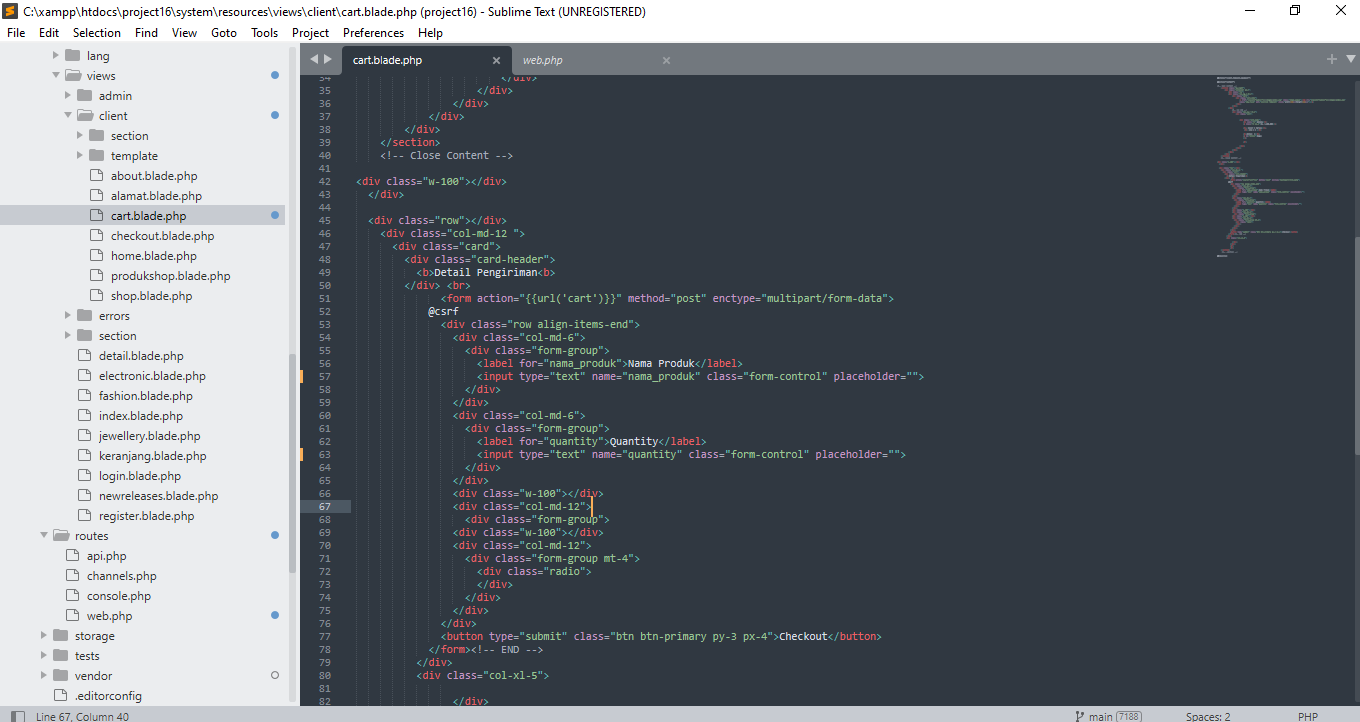 C:\xampp\htdocs\project16\system\resources\views\client\cart.blade.php (project16) - Sublime Text (UNREGISTERED)
File Edit Selection Find View Goto Tools Project Preferences Help
lang
views
admin
client
section
template
about.blade.php
alamat.blade.php
cart.blade.php
checkout.blade.php
home.blade.php
produkshop.blade.php
shop.blade.php
errors
section
detail.blade.php
electronic.blade.php
fashion.blade.php
index.blade.php
jewellery.blade.php
keranjang.blade.php
login.blade.php
newreleases.blade.php
register.blade.php
routes
api.php
channels.php
console.php
web.php
storage
tests
vendor
.editorconfig
cart.blade.php web.php
34 </div>
35 </div>
36 </div>
37 </div>
38 </div>
39 </section>
40 <!-- Close Content -->
41
42 <div class="w-100"></div>
43 </div>
44
45 <div class="row"></div>
46 <div class="col-md-12 ">
47 <div class="card">
48 <div class="card-header">
49 <b>Detail Pengiriman<b>
50 </div> <br>
51 <form action="{{url('cart')}}" method="post" enctype="multipart/form-data">
52 @csrf
53 <div class="row align-items-end">
54 <div class="col-md-6">
55 <div class="form-group">
56 <label for="nama_produk">Nama Produk</label>
57 <input type="text" name="nama_produk" class="form-control" placeholder="">
58 </div>
59 </div>
60 <div class="col-md-6">
61 <div class="form-group">
62 <label for="quantity">Quantity</label>
63 <input type="text" name="quantity" class="form-control" placeholder="">
64 </div>
65 </div>
66 <div class="w-100"></div>
67 <div class="col-md-12">
68 <div class="form-group">
69 <div class="w-100"></div>
70 <div class="col-md-12">
71 <div class="form-group mt-4">
72 <div class="radio">
73 </div>
74 </div>
75 </div>
76 </div>
77 <button type="submit" class="btn btn-primary py-3 px-4">Checkout</button>
78 </form><!-- END -->
79 </div>
80 <div class="col-xl-5">
81
82 </div>
Line 67, Column 40 main 7188 Spaces: 2 PHP